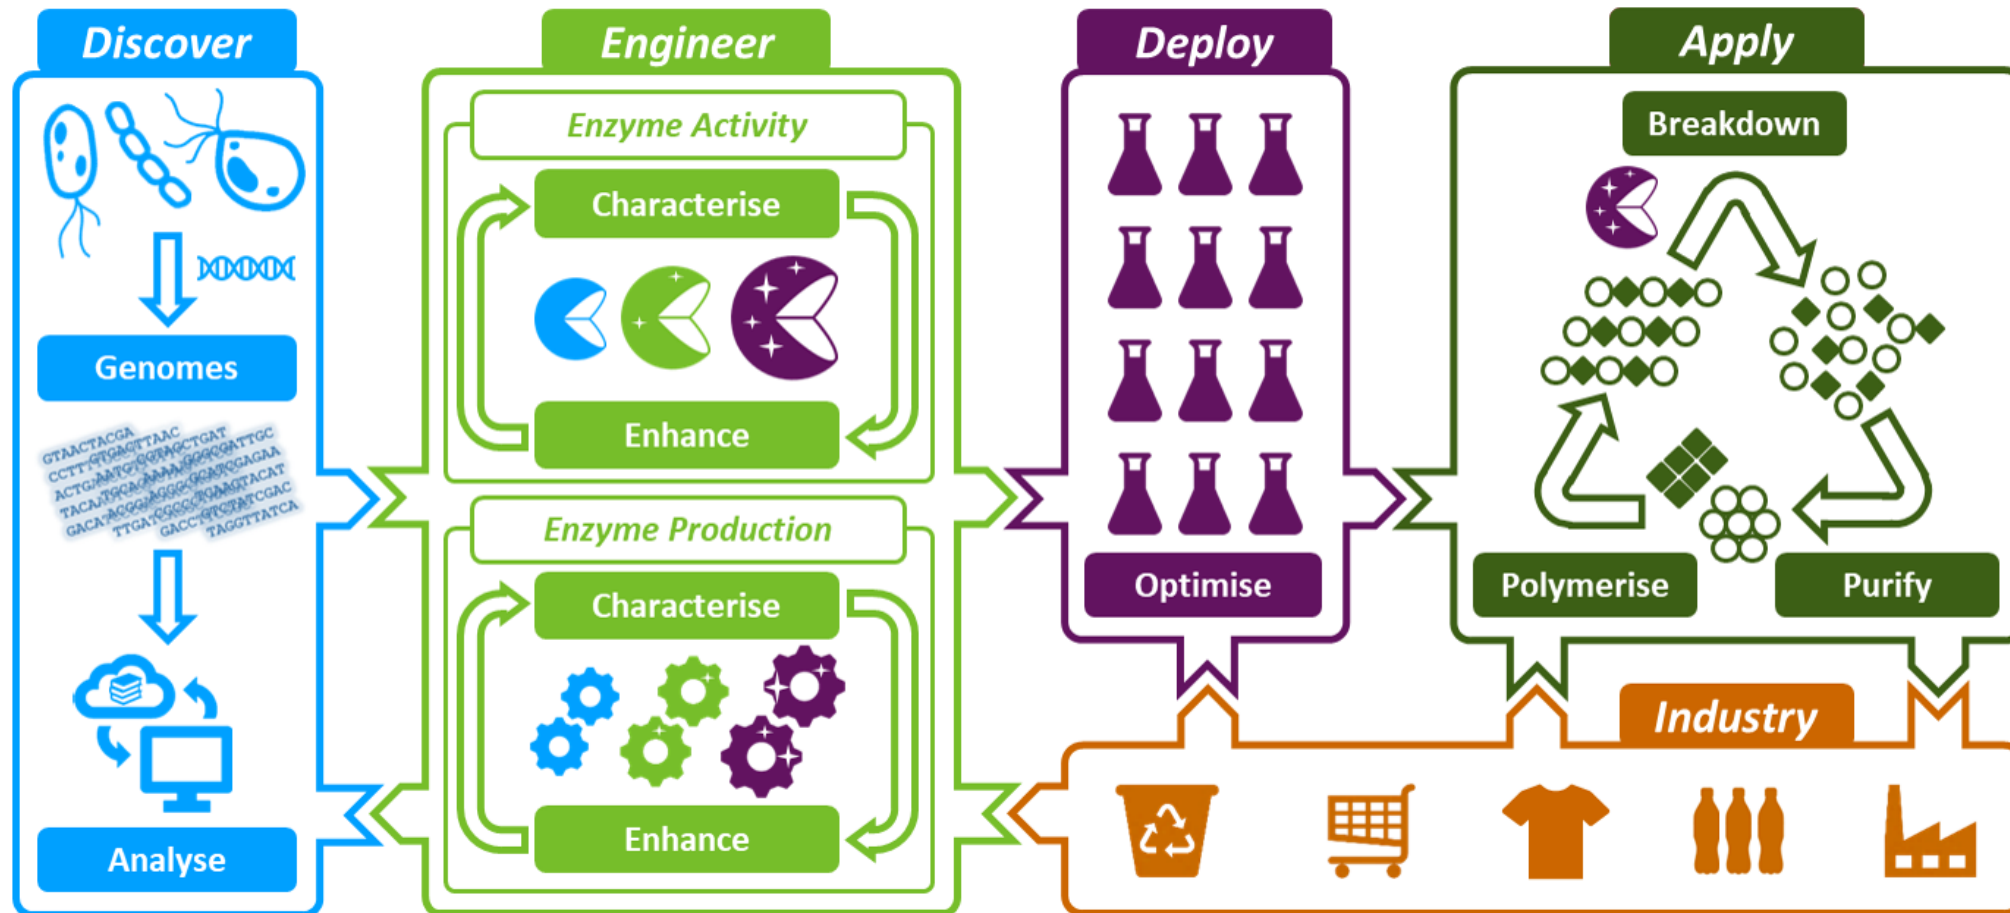 Discover
Genomes
GTAACTACGA
Analyse
Engineer
Enzyme Activity
Characterise
Enhance
Enzyme Production
Characterise
Enhance
Deploy
Optimise
Apply
Breakdown
Polymerise
Purify
Industry